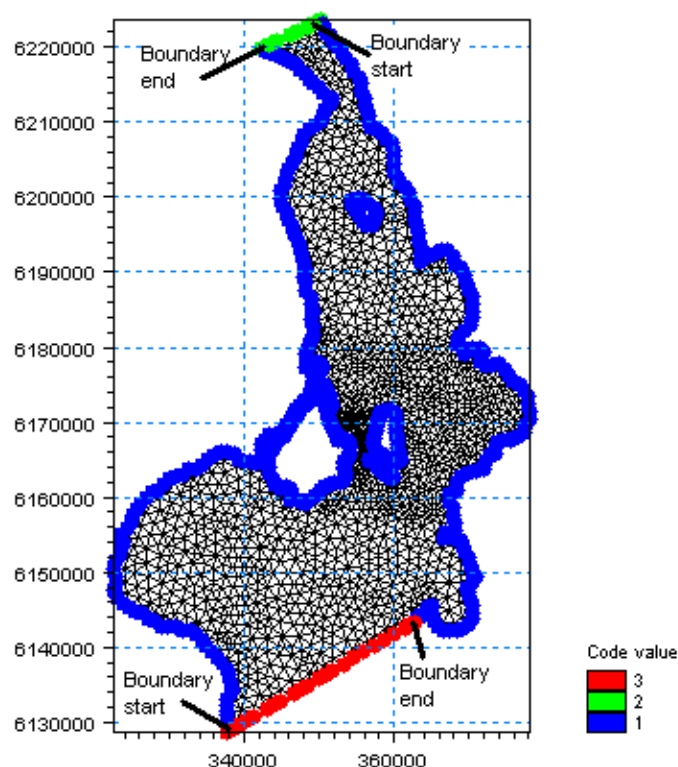 6220000
Boundary
end
Boundary
start
6210000
6200000
6190000
6180000
6170000
6160000
6150000
6140000
6130000
Boundary
start
Boundary
end
340000
360000
Code value
3
2
1